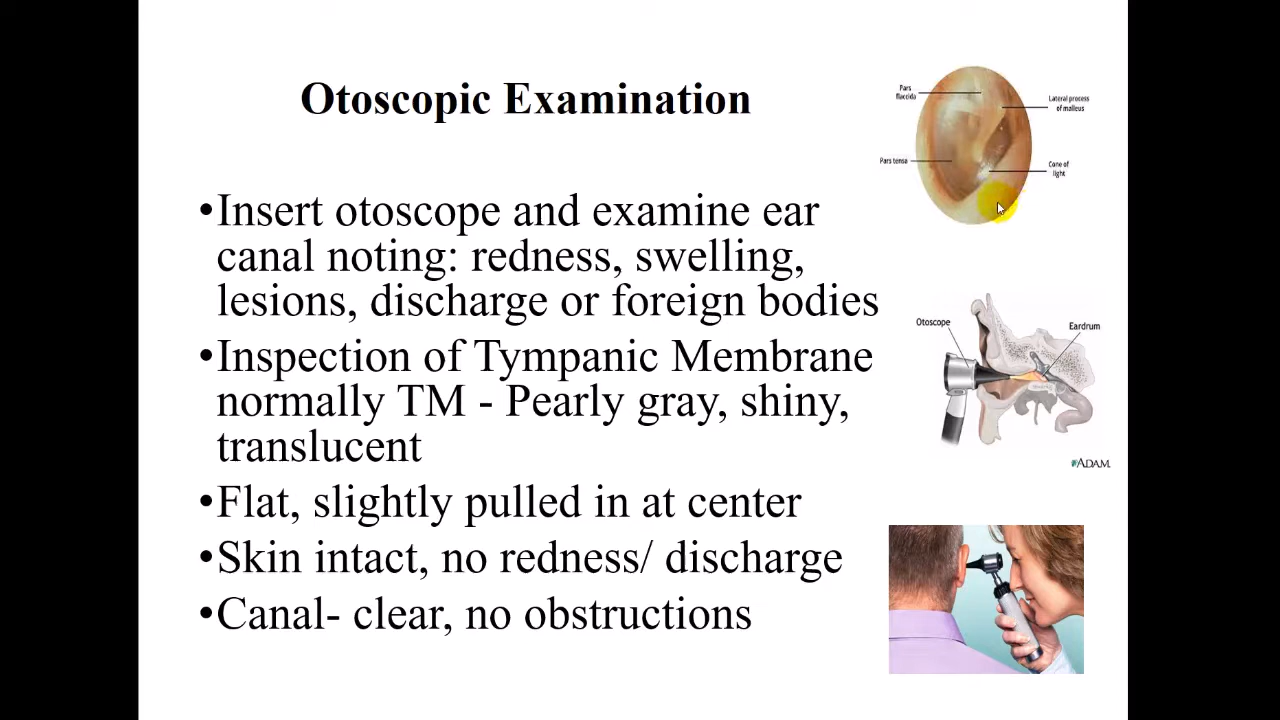 Otoscopic Examination
•Insert otoscope and examine ear
canal noting: redness, swelling,
lesions, discharge or foreign bodies
•Inspection of Tympanic Membrane
normally TM - Pearly gray, shiny,
translucent
•Flat, slightly pulled in at center
•Skin intact, no redness/ discharge
•Canal- clear, no obstructions
Pars
flaccida
Lateral process
of malleus
Pars tensa
Cone of
light
Otoscope
Eardrum
ADAM.